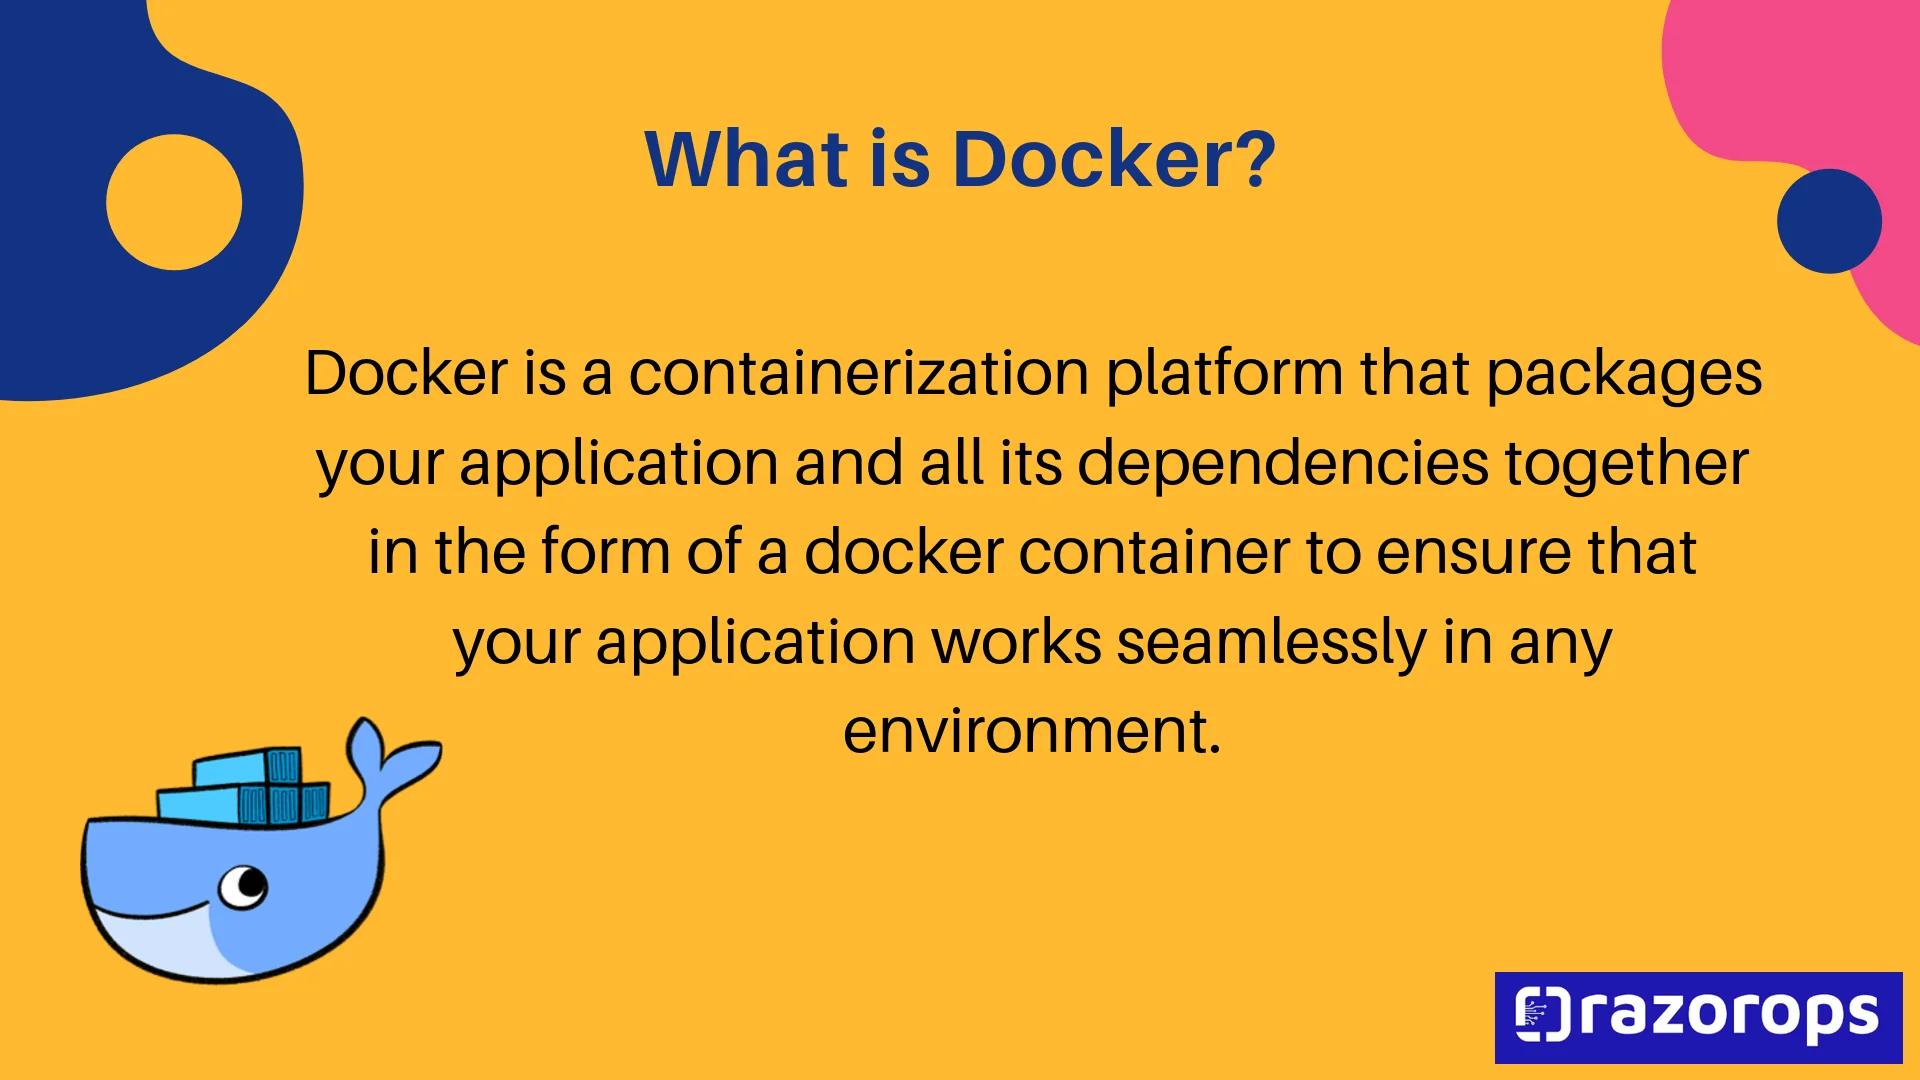 What is Docker?
Docker is a containerization platform that packages
your application and all its dependencies together
in the form of a docker container to ensure that
your application works seamlessly in any
environment.
razorops